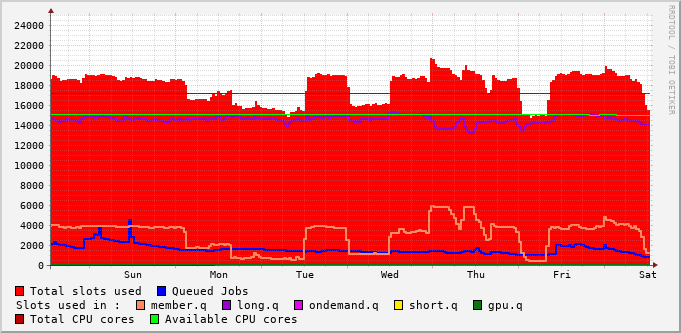 RRDTOOL / TOBI OETIKER
24000
22000
20000
18000
16000
14000
12000
10000
8000
6000
4000
2000
0
Sun Mon Tue Wed Thu Fri Sat
Total slots used Queued Jobs
Slots used in : member.q long.q ondemand.q short.q gpu.q
Total CPU cores Available CPU cores